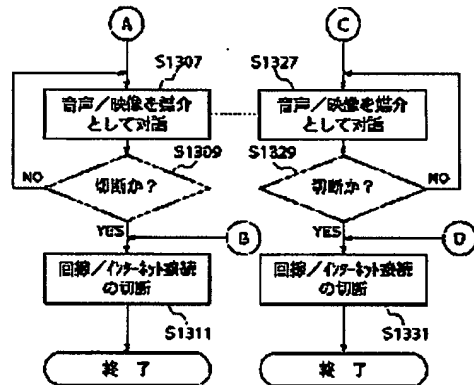 A
C
S1307
S1327
音声／映像を媒介
として対話
音声／映像を媒介
として対話
S1309
S1329
切断か？
切断か？
NO
NO
YES
B
YES
D
回線／インターネット接続
の切断
回線／インターネット接続
の切断
S1311
S1331
終了
終了